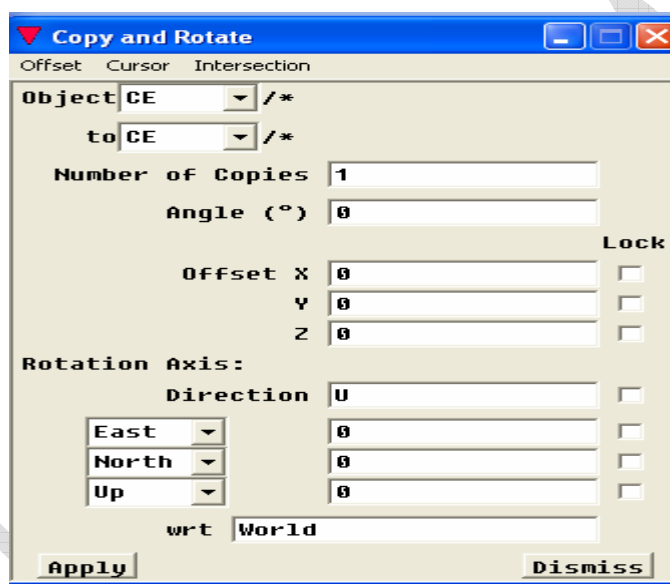 Copy and Rotate
Offset Cursor Intersection
Object CE /*
to CE /*
Number of Copies 1
Angle (°) 0
Lock
Offset X 0
Y 0
Z 0
Rotation Axis:
Direction U
East 0
North 0
Up 0
wrt World
Apply Dismiss